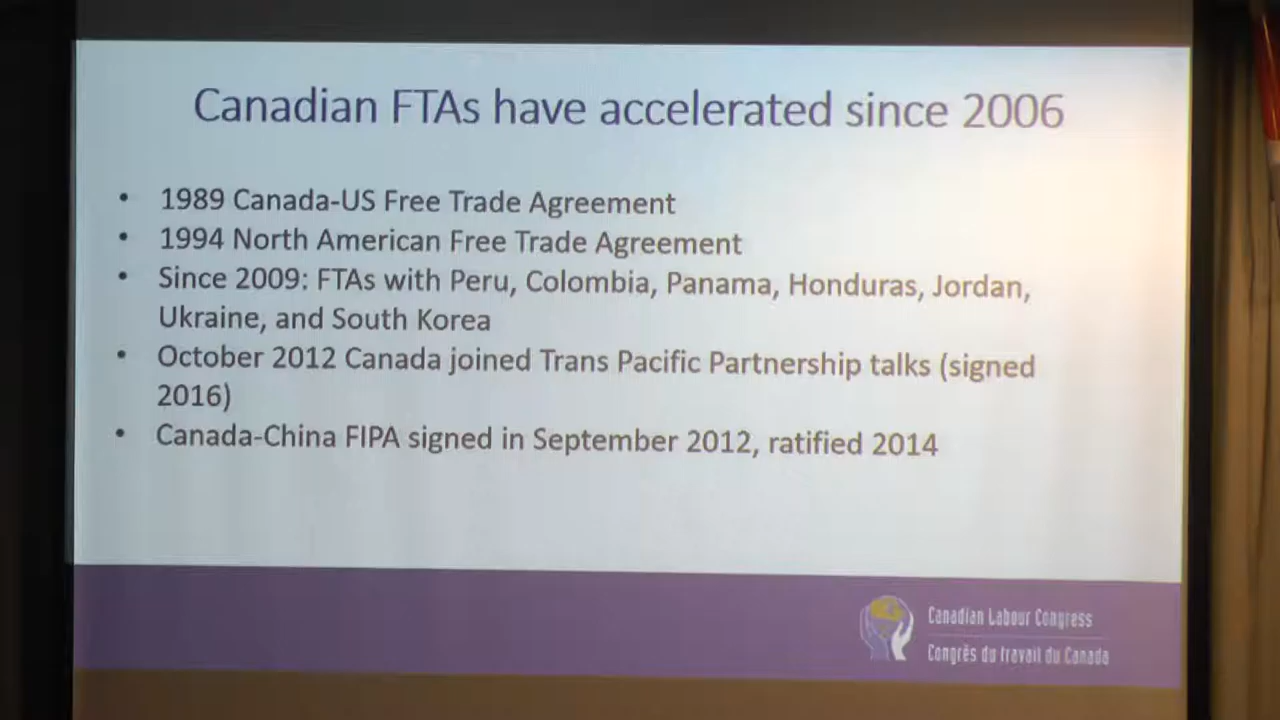 Canadian FTAs have accelerated since 2006
• 1989 Canada-US Free Trade Agreement
• 1994 North American Free Trade Agreement
• Since 2009: FTAs with Peru, Colombia, Panama, Honduras, Jordan,
Ukraine, and South Korea
• October 2012 Canada joined Trans Pacific Partnership talks (signed
2016)
• Canada-China FIPA signed in September 2012, ratified 2014
Canadian Labour Congress
Congrès du travail du Canada